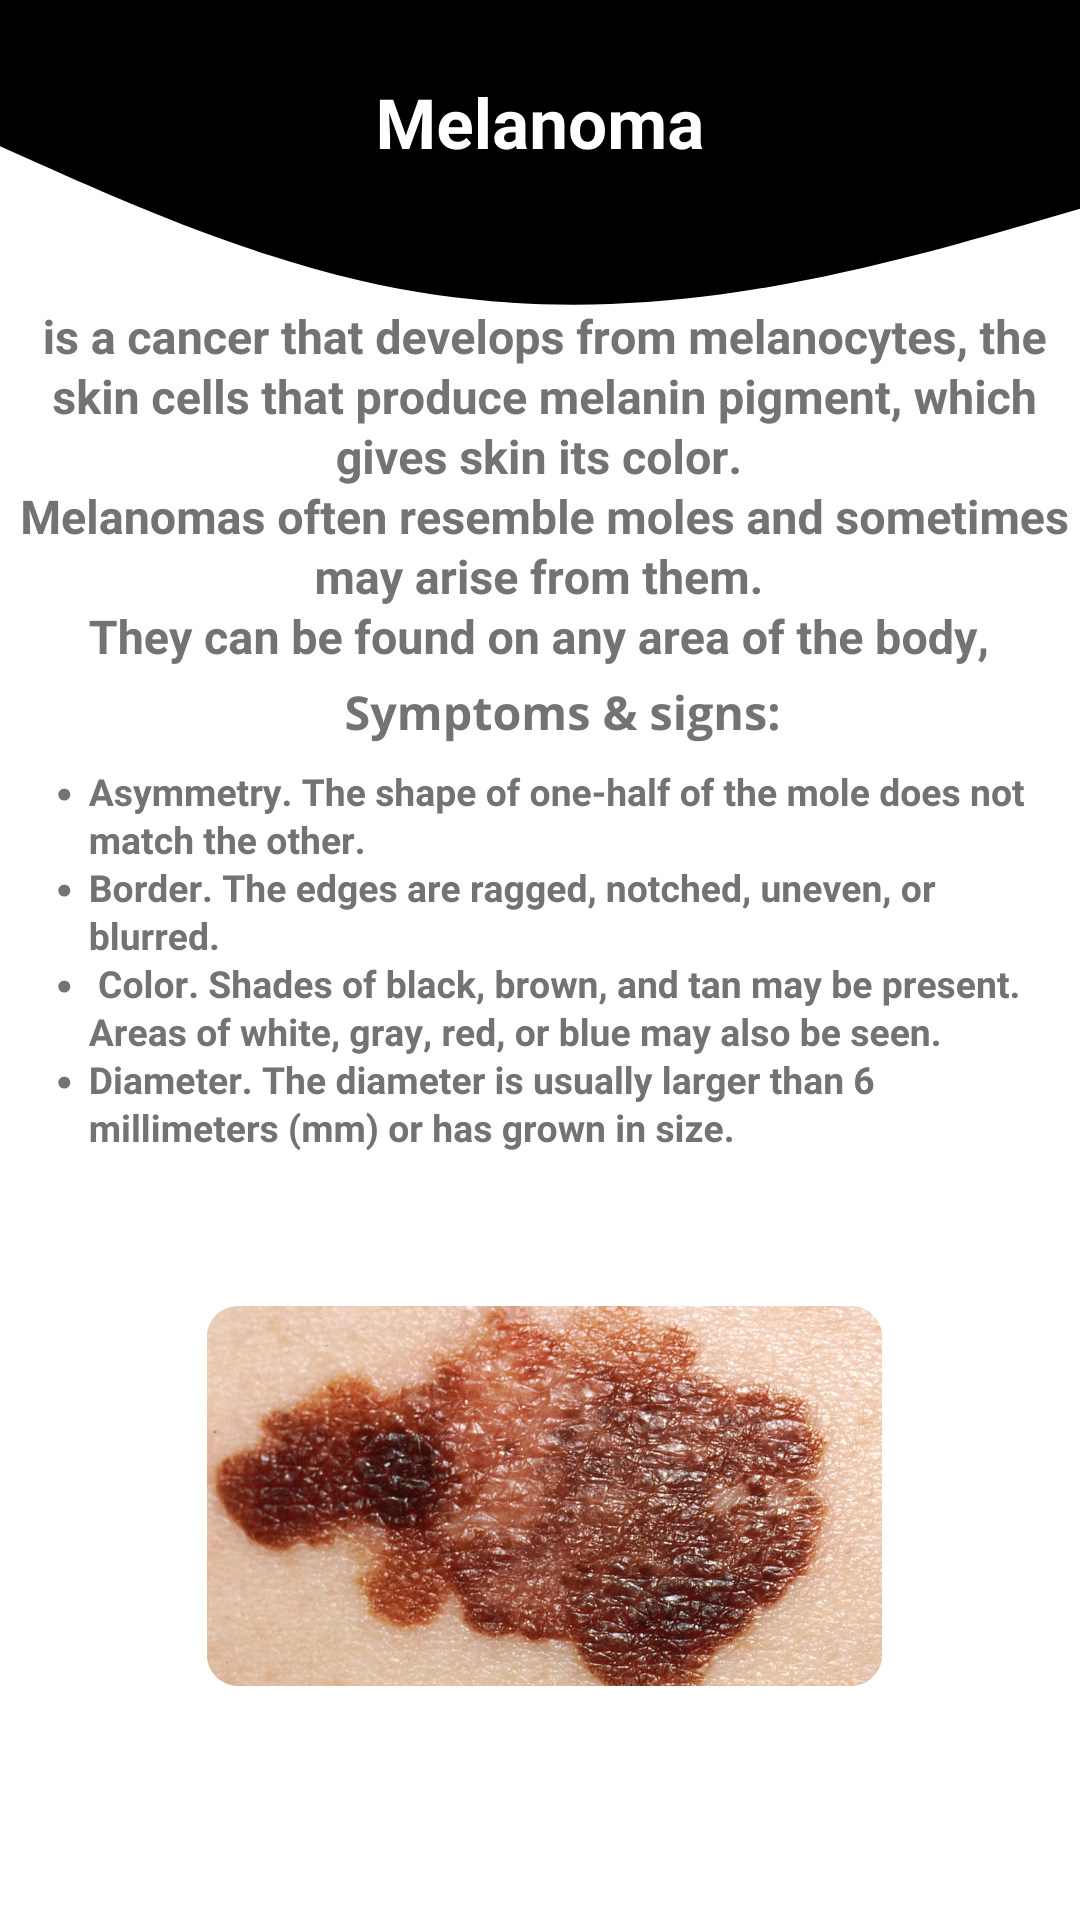 Melanoma
is a cancer that develops from melanocytes, the
skin cells that produce melanin pigment, which
gives skin its color.
Melanomas often resemble moles and sometimes
may arise from them.
They can be found on any area of the body,
Symptoms & signs:
• Asymmetry. The shape of one-half of the mole does not
match the other.
• Border. The edges are ragged, notched, uneven, or
blurred.
• Color. Shades of black, brown, and tan may be present.
Areas of white, gray, red, or blue may also be seen.
• Diameter. The diameter is usually larger than 6
millimeters (mm) or has grown in size.